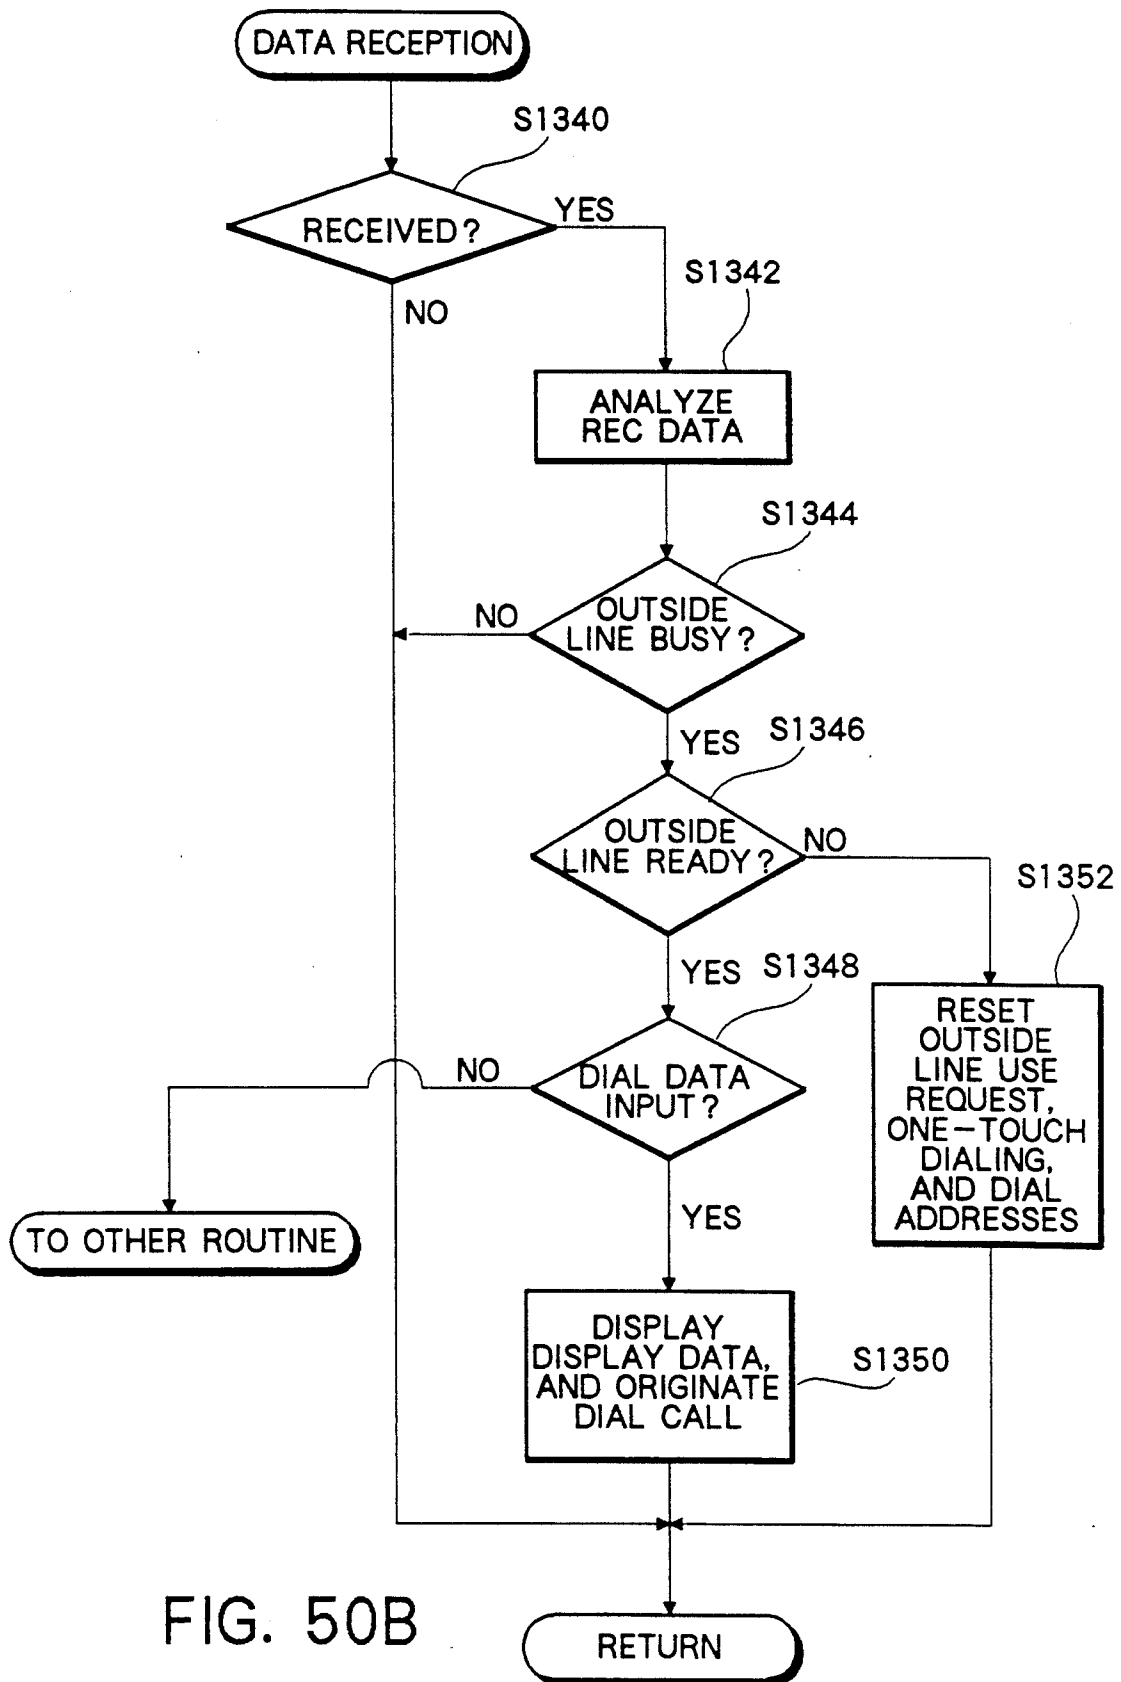 DATA RECEPTION
S1340
RECEIVED?
YES
NO
S1342
ANALYZE
REC DATA
S1344
OUTSIDE
LINE BUSY?
NO
YES
S1346
OUTSIDE
LINE READY?
NO
YES
S1352
RESET
OUTSIDE
LINE USE
REQUEST,
ONE-TOUCH
DIALING,
AND DIAL
ADDRESSES
S1348
DIAL DATA
INPUT?
NO
YES
TO OTHER ROUTINE
DISPLAY
DISPLAY DATA,
AND ORIGINATE
DIAL CALL
S1350
RETURN
FIG. 50B